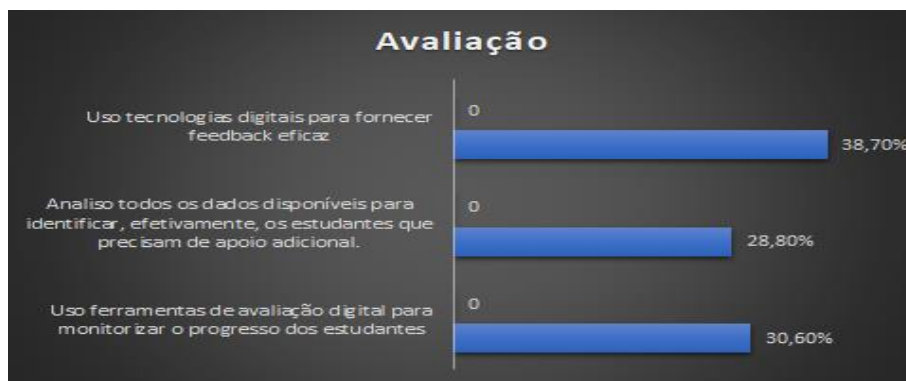 Avaliação
Uso tecnologias digitais para fornecer
feedback eficaz
0
38,70%
Analiso todos os dados disponíveis para
identificar, efetivamente, os estudantes que
precisam de apoio adicional.
0
28,80%
Uso ferramentas de avaliação digital para
monitorizar o progresso dos estudantes
0
30,60%